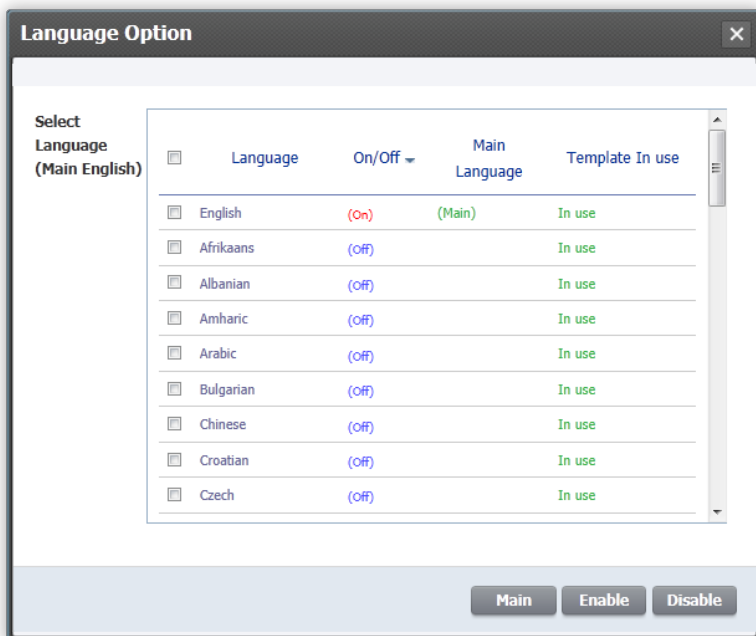 Language Option
Select
Language
(Main English)
Language On/Off Main Language Template In use
English (On) (Main) In use
Afrikaans (Off) In use
Albanian (Off) In use
Amharic (Off) In use
Arabic (Off) In use
Bulgarian (Off) In use
Chinese (Off) In use
Croatian (Off) In use
Czech (Off) In use
Main Enable Disable